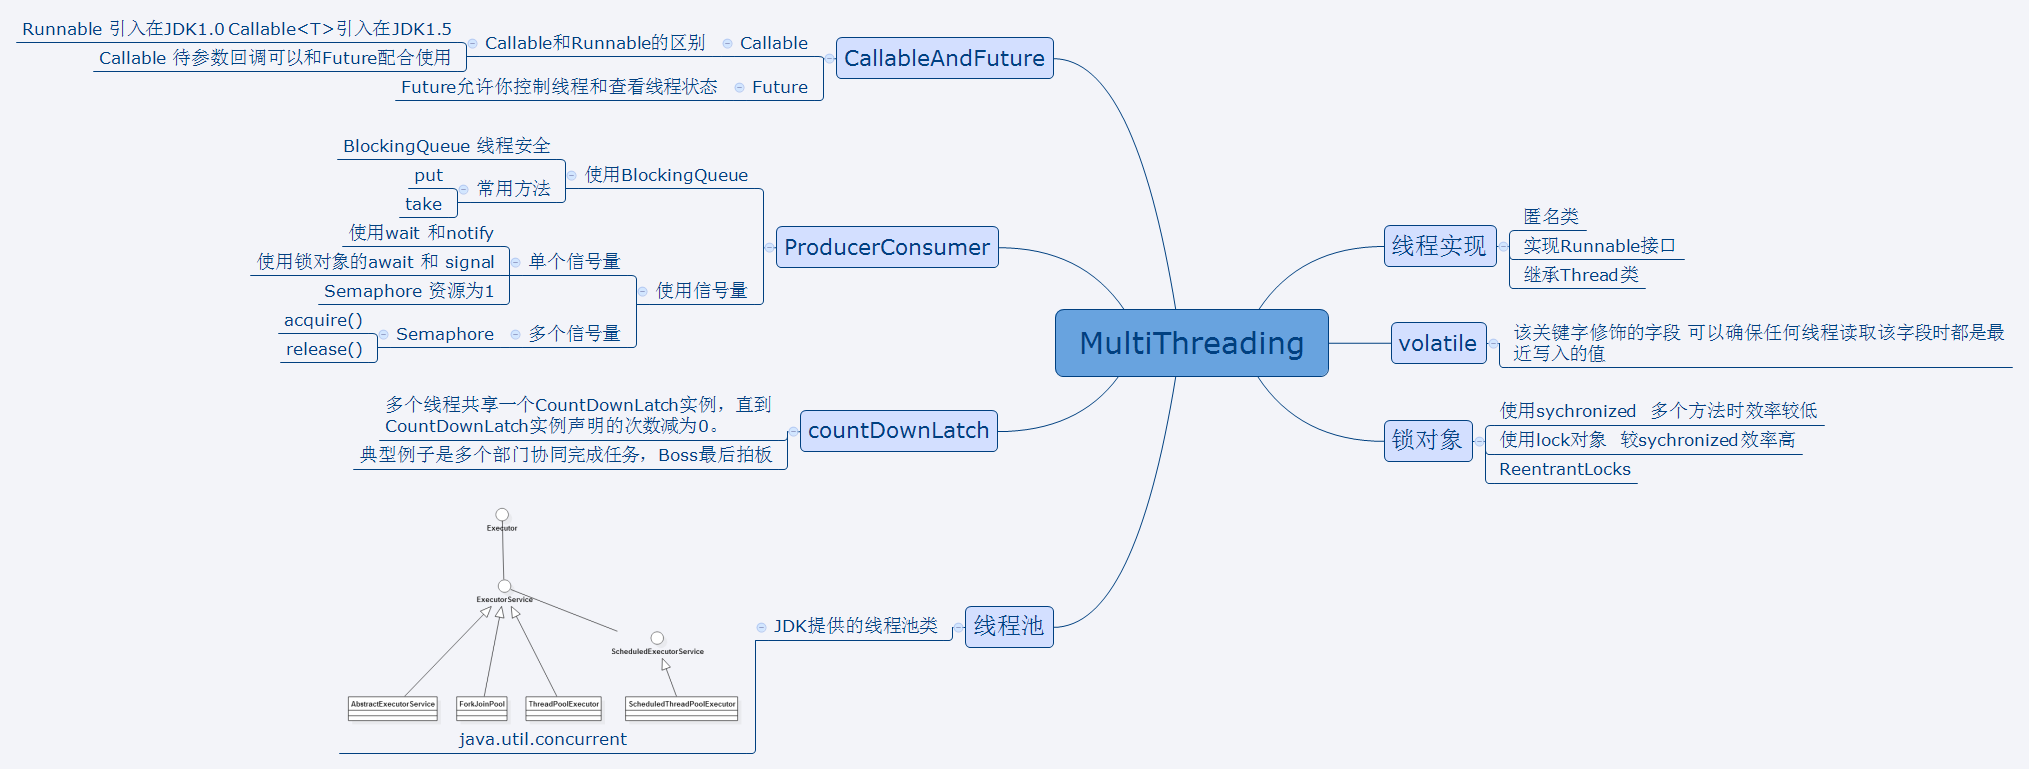 MultiThreading
CallableAndFuture
Callable
Callable和Runnable的区别
Runnable 引入在JDK1.0 Callable<T>引入在JDK1.5
Callable 待参数回调可以和Future配合使用
Future
Future允许你控制线程和查看线程状态
ProducerConsumer
使用BlockingQueue
BlockingQueue 线程安全
常用方法
put
take
使用信号量
单个信号量
使用wait 和notify
使用锁对象的await 和 signal
Semaphore 资源为1
多个信号量
Semaphore
acquire()
release()
countDownLatch
多个线程共享一个CountDownLatch实例，直到
CountDownLatch实例声明的次数减为0。
典型例子是多个部门协同完成任务，Boss最后拍板
线程池
JDK提供的线程池类
Executor
ExecutorService
ScheduledExecutorService
AbstractExecutorService
ForkJoinPool
ThreadPoolExecutor
ScheduledThreadPoolExecutor
java.util.concurrent
线程实现
匿名类
实现Runnable接口
继承Thread类
volatile
该关键字修饰的字段 可以确保任何线程读取该字段时都是最
近写入的值
锁对象
使用sychronized 多个方法时效率较低
使用lock对象 较sychronized效率高
ReentrantLocks